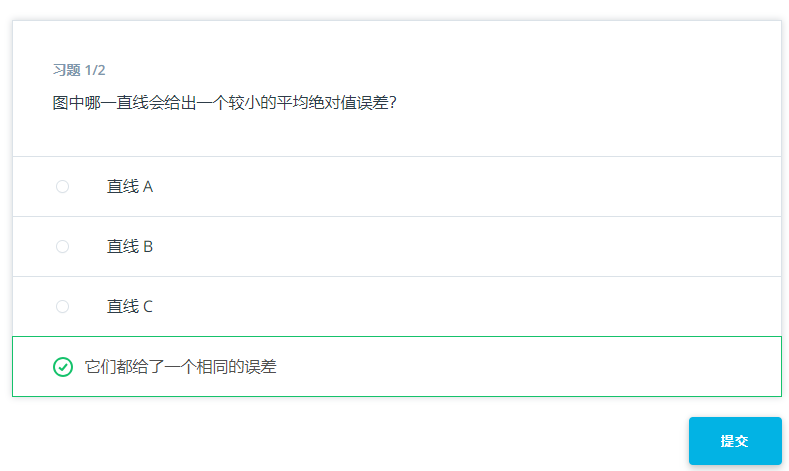 习题 1/2
图中哪一直线会给出一个较小的平均绝对值误差?
直线 A
直线 B
直线 C
它们都给了一个相同的误差
提交